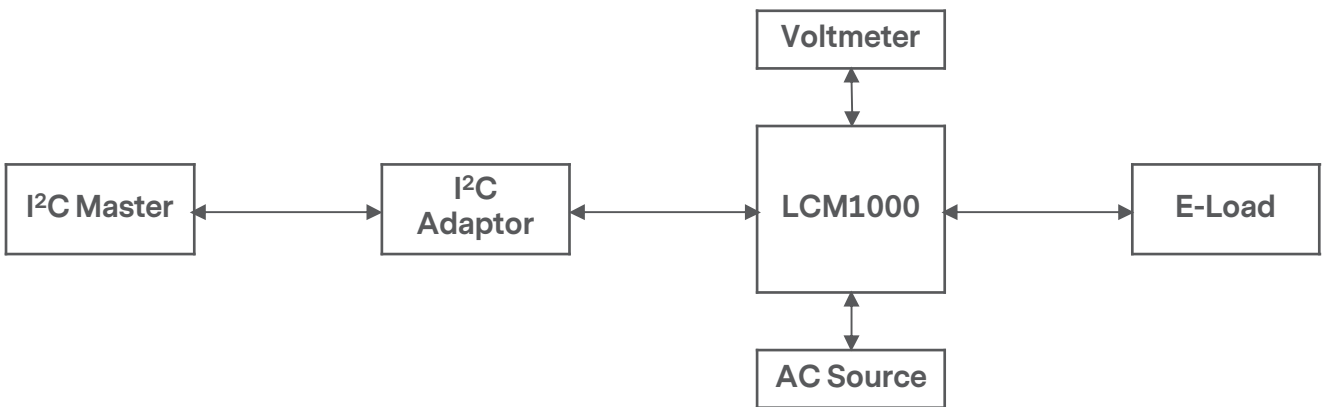 Voltmeter
I²C Master
I²C
Adaptor
LCM1000
E-Load
AC Source